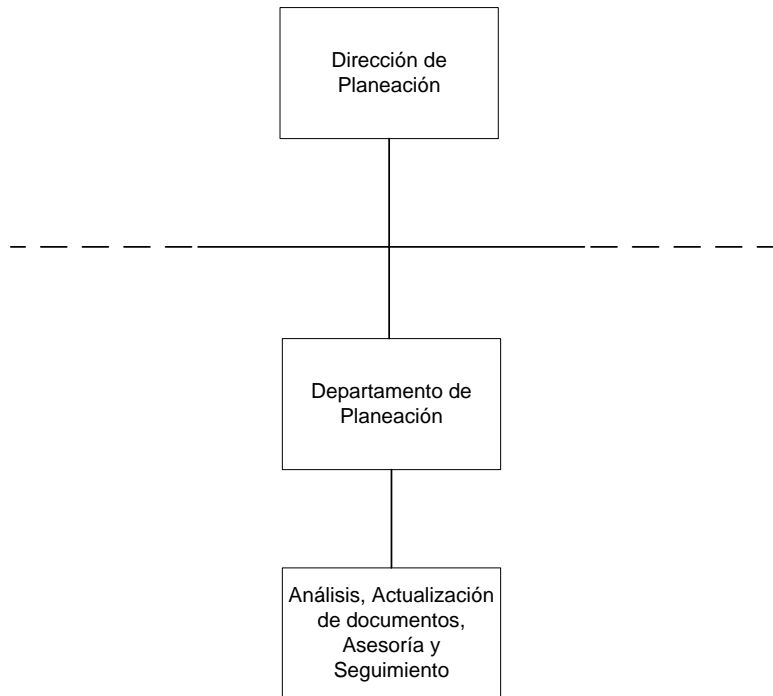 Dirección de
Planeación
Departamento de
Planeación
Análisis, Actualización
de documentos,
Asesoría y
Seguimiento